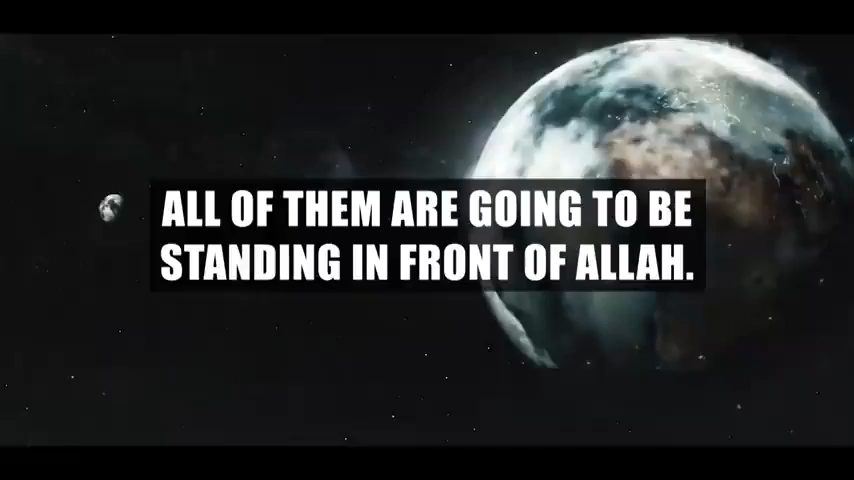 ALL OF THEM ARE GOING TO BE
STANDING IN FRONT OF ALLAH.